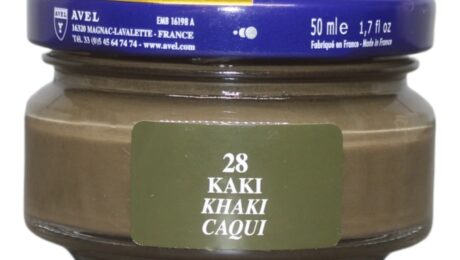 AVEL
EMB 16198 A
16320 MAGNAC-LAVALETTE - FRANCE
Tél. 33 (0)5 45 64 74 74 - www.avel.com
50 ml e 1,7 fl oz
Fabriqué en France - Made in France
28
KAKI
KHAKI
CAQUI